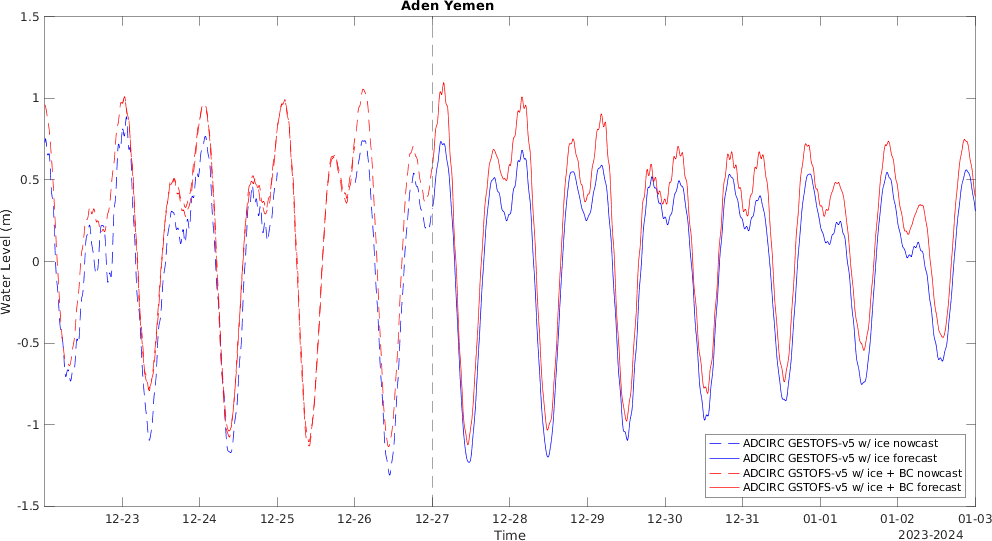 Aden Yemen
1.5
1
0.5
0
-0.5
-1
-1.5
Water Level (m)
12-23 12-24 12-25 12-26 12-27 12-28 12-29 12-30 12-31 01-01 01-02 01-03
Time
2023-2024
ADCIRC GESTOFS-v5 w/ ice nowcast
ADCIRC GESTOFS-v5 w/ ice forecast
ADCIRC GSTOFS-v5 w/ ice + BC nowcast
ADCIRC GSTOFS-v5 w/ ice + BC forecast